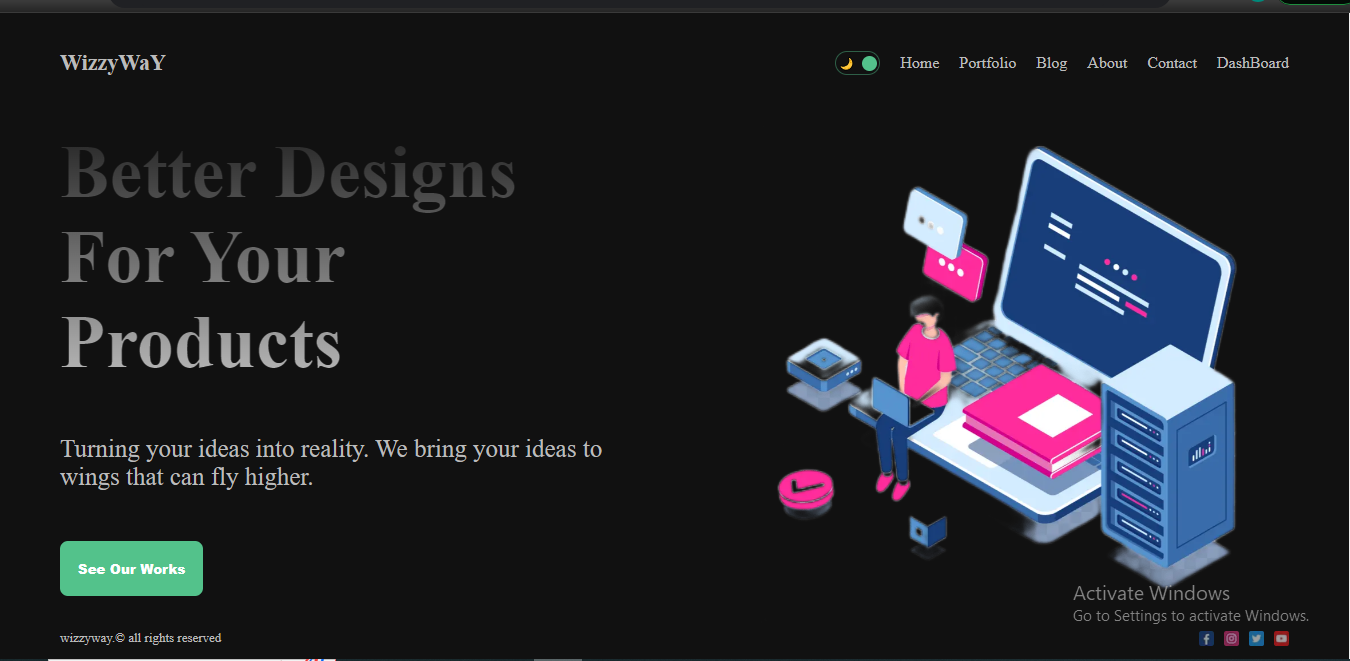 WizzyWaY
Home Portfolio Blog About Contact DashBoard
Better Designs
For Your
Products
Turning your ideas into reality. We bring your ideas to
wings that can fly higher.
See Our Works
Activate Windows
Go to Settings to activate Windows.
wizzyway.© all rights reserved